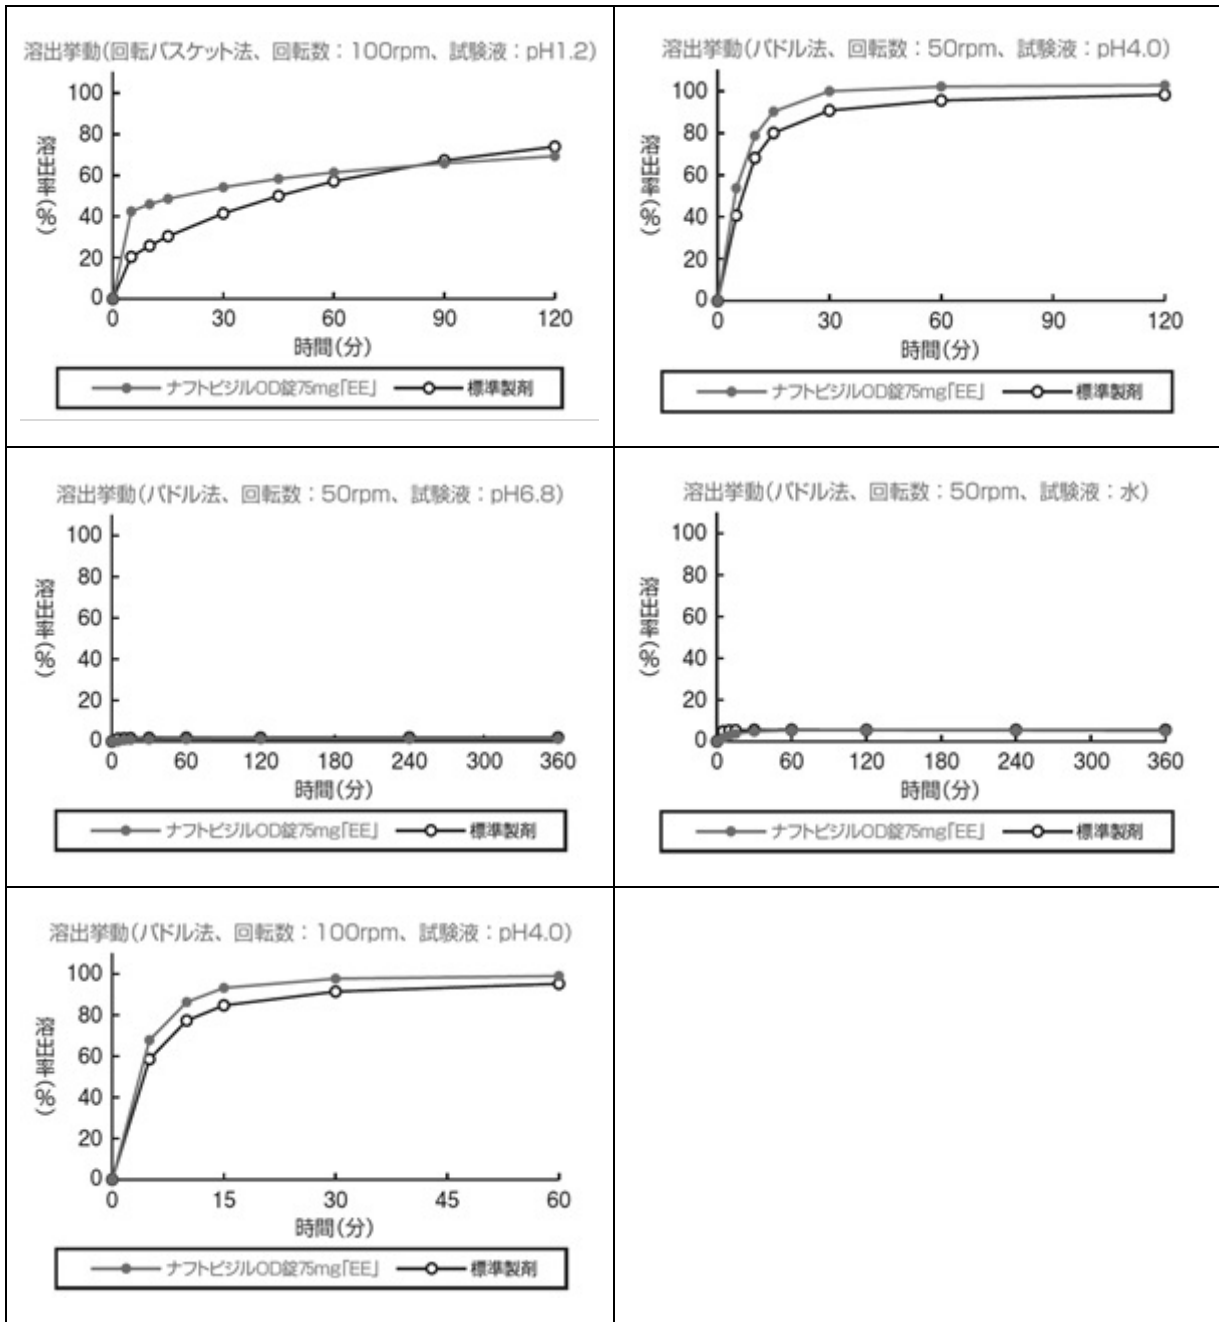 溶出挙動(回転バスケット法、回転数：100rpm、試験液：pH1.2)
溶出率(%)
100
80
60
40
20
0
0 30 60 90 120
時間(分)
ナフトピジルOD錠75mg「EE」 標準製剤
溶出挙動(パドル法、回転数：50rpm、試験液：pH4.0)
溶出率(%)
100
80
60
40
20
0
0 30 60 90 120
時間(分)
ナフトピジルOD錠75mg「EE」 標準製剤
溶出挙動(パドル法、回転数：50rpm、試験液：pH6.8)
溶出率(%)
100
80
60
40
20
0
0 60 120 180 240 300 360
時間(分)
ナフトピジルOD錠75mg「EE」 標準製剤
溶出挙動(パドル法、回転数：50rpm、試験液：水)
溶出率(%)
100
80
60
40
20
0
0 60 120 180 240 300 360
時間(分)
ナフトピジルOD錠75mg「EE」 標準製剤
溶出挙動(パドル法、回転数：100rpm、試験液：pH4.0)
溶出率(%)
100
80
60
40
20
0
0 15 30 45 60
時間(分)
ナフトピジルOD錠75mg「EE」 標準製剤